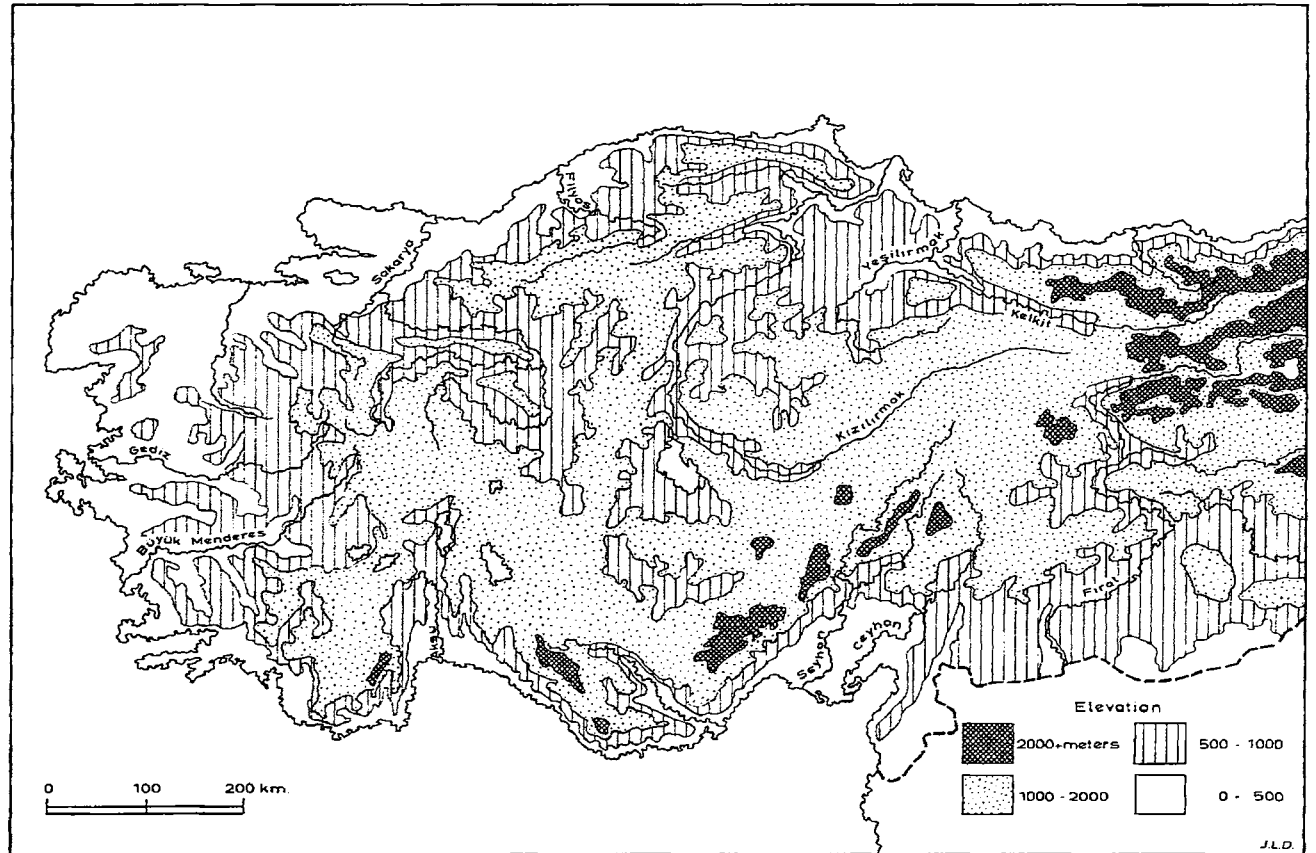 Filyos
Sakarya
Yeşilırmak
Kelkit
Kızılırmak
Gediz
Büyük Menderes
Aksu
Seyhan
Ceyhan
Fırat
Elevation
2000+meters
500 - 1000
1000 - 2000
0 - 500
0 100 200 km.
J.L.D.